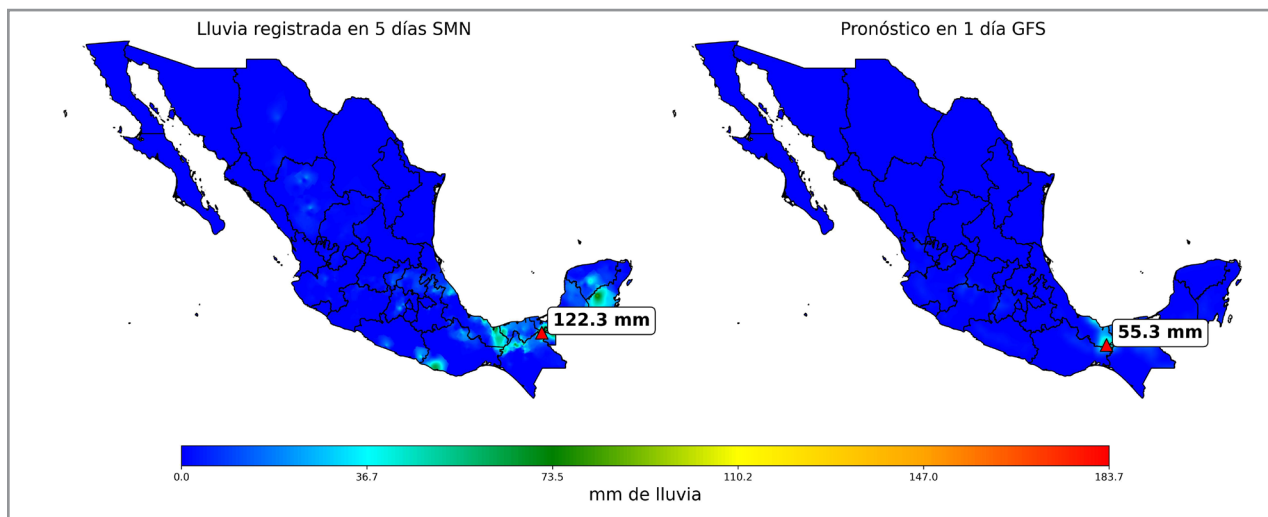 Lluvia registrada en 5 días SMN
Pronóstico en 1 día GFS
122.3 mm
55.3 mm
0.0 36.7 73.5 110.2 147.0 183.7
mm de lluvia